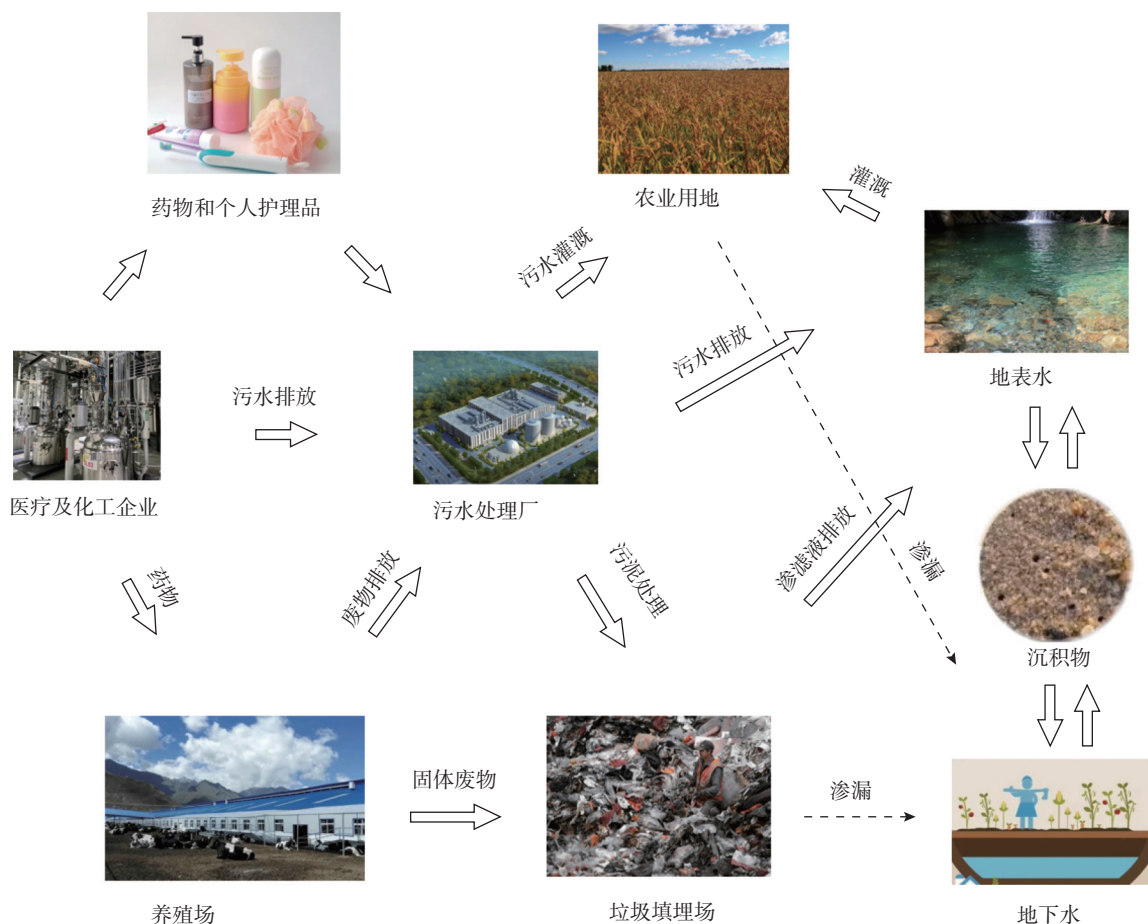 药物和个人护理品
农业用地
灌溉
污水灌溉
地表水
污水排放
污水排放
医疗及化工企业
污水处理厂
药物
废物排放
污泥处理
渗滤液排放
渗漏
沉积物
固体废物
渗漏
养殖场
垃圾填埋场
地下水